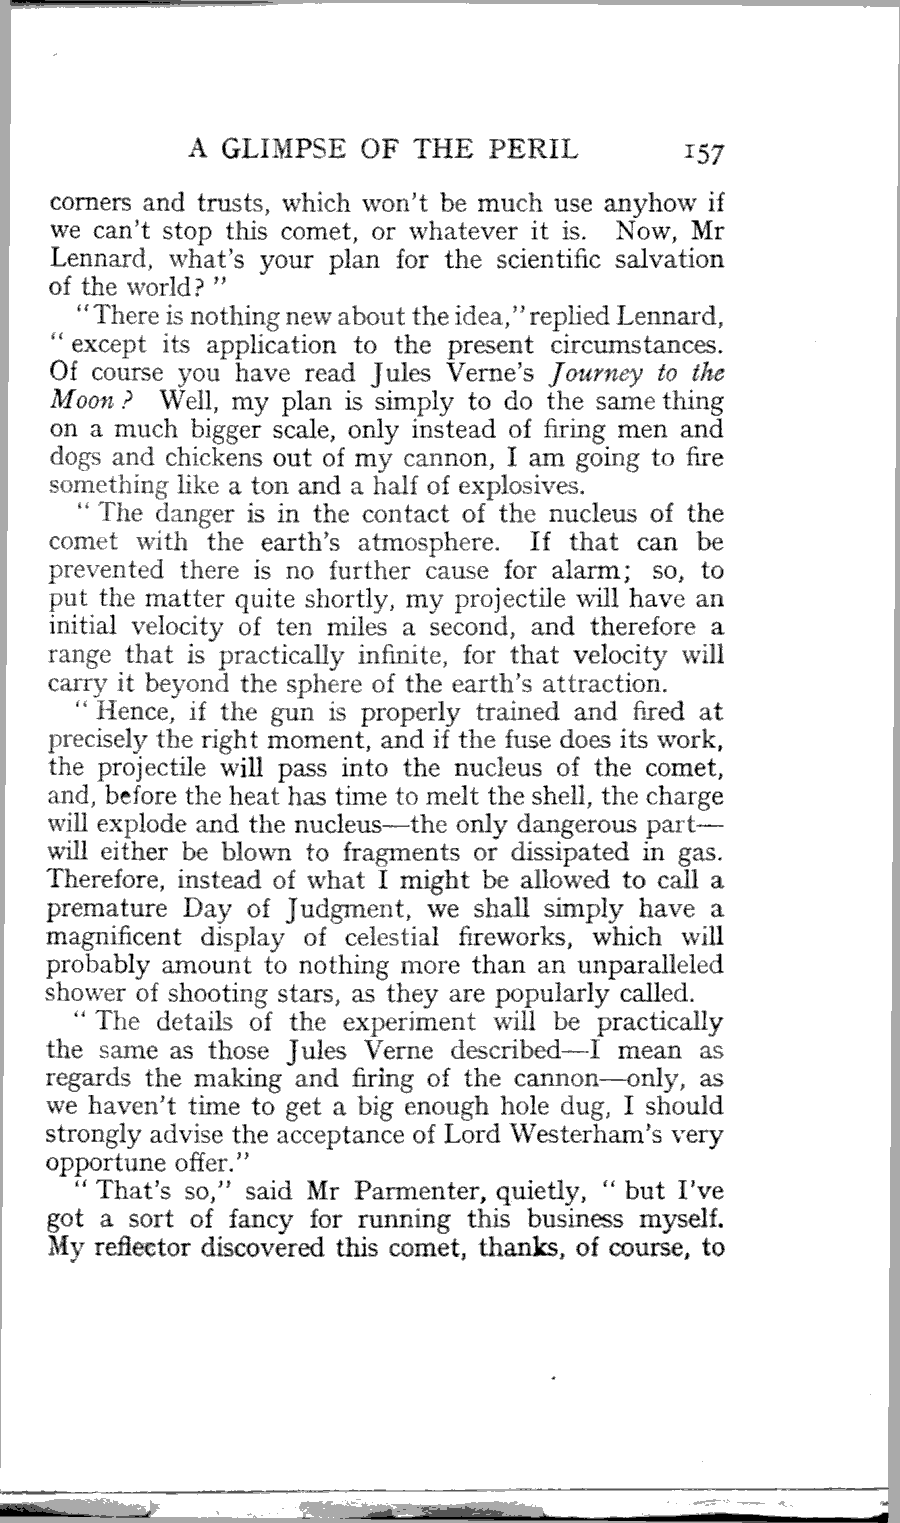 A GLIMPSE OF THE PERIL 157
corners and trusts, which won't be much use anyhow if
we can't stop this comet, or whatever it is. Now, Mr
Lennard, what's your plan for the scientific salvation
of the world? "
"There is nothing new about the idea," replied Lennard,
" except its application to the present circumstances.
Of course you have read Jules Verne's Journey to the
Moon ? Well, my plan is simply to do the same thing
on a much bigger scale, only instead of firing men and
dogs and chickens out of my cannon, I am going to fire
something like a ton and a half of explosives.
" The danger is in the contact of the nucleus of the
comet with the earth's atmosphere. If that can be
prevented there is no further cause for alarm; so, to
put the matter quite shortly, my projectile will have an
initial velocity of ten miles a second, and therefore a
range that is practically infinite, for that velocity will
carry it beyond the sphere of the earth's attraction.
" Hence, if the gun is properly trained and fired at
precisely the right moment, and if the fuse does its work,
the projectile will pass into the nucleus of the comet,
and, before the heat has time to melt the shell, the charge
will explode and the nucleus—the only dangerous part—
will either be blown to fragments or dissipated in gas.
Therefore, instead of what I might be allowed to call a
premature Day of Judgment, we shall simply have a
magnificent display of celestial fireworks, which will
probably amount to nothing more than an unparalleled
shower of shooting stars, as they are popularly called.
" The details of the experiment will be practically
the same as those Jules Verne described—I mean as
regards the making and firing of the cannon—only, as
we haven't time to get a big enough hole dug, I should
strongly advise the acceptance of Lord Westerham's very
opportune offer."
" That's so," said Mr Parmenter, quietly, " but I've
got a sort of fancy for running this business myself.
My reflector discovered this comet, thanks, of course, to